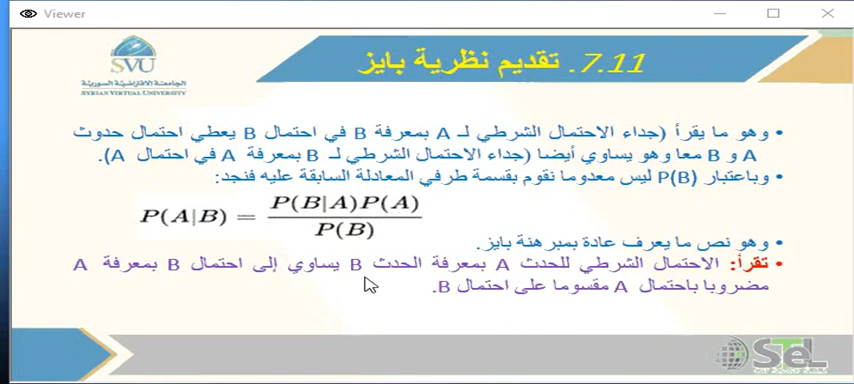 Viewer
SVU
الجامعة الافتراضية السورية
SYRIAN VIRTUAL UNIVERSITY
7.11. تقديم نظرية بايز
• وهو ما يقرأ (جداء الاحتمال الشرطي لـ A بمعرفة B في احتمال B يعطي احتمال حدوث
A و B معا وهو يساوي أيضا (جداء الاحتمال الشرطي لـ B بمعرفة A في احتمال A).
• وباعتبار P(B) ليس معدوما نقوم بقسمة طرفي المعادلة السابقة عليه فنجد:
P(A|B) = P(B|A)P(A) / P(B)
• وهو نص ما يعرف عادة بمبرهنة بايز.
• تقرأ: الاحتمال الشرطي للحدث A بمعرفة الحدث B يساوي إلى احتمال B بمعرفة A
مضروبا باحتمال A مقسوما على احتمال B.
SeL